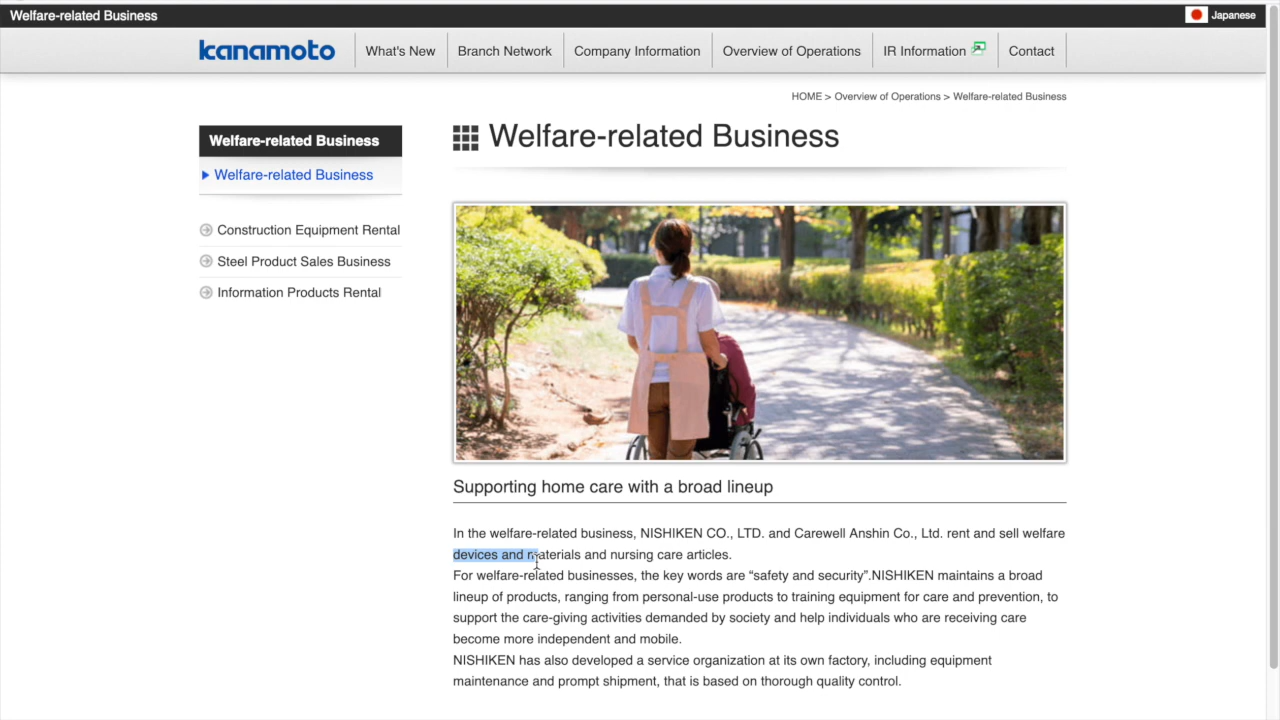 Welfare-related Business
Japanese
kanamoto
What's New
Branch Network
Company Information
Overview of Operations
IR Information
Contact
HOME > Overview of Operations > Welfare-related Business
Welfare-related Business
Welfare-related Business
Construction Equipment Rental
Steel Product Sales Business
Information Products Rental
Welfare-related Business
Supporting home care with a broad lineup
In the welfare-related business, NISHIKEN CO., LTD. and Carewell Anshin Co., Ltd. rent and sell welfare
devices and materials and nursing care articles.
For welfare-related businesses, the key words are “safety and security”.NISHIKEN maintains a broad
lineup of products, ranging from personal-use products to training equipment for care and prevention, to
support the care-giving activities demanded by society and help individuals who are receiving care
become more independent and mobile.
NISHIKEN has also developed a service organization at its own factory, including equipment
maintenance and prompt shipment, that is based on thorough quality control.